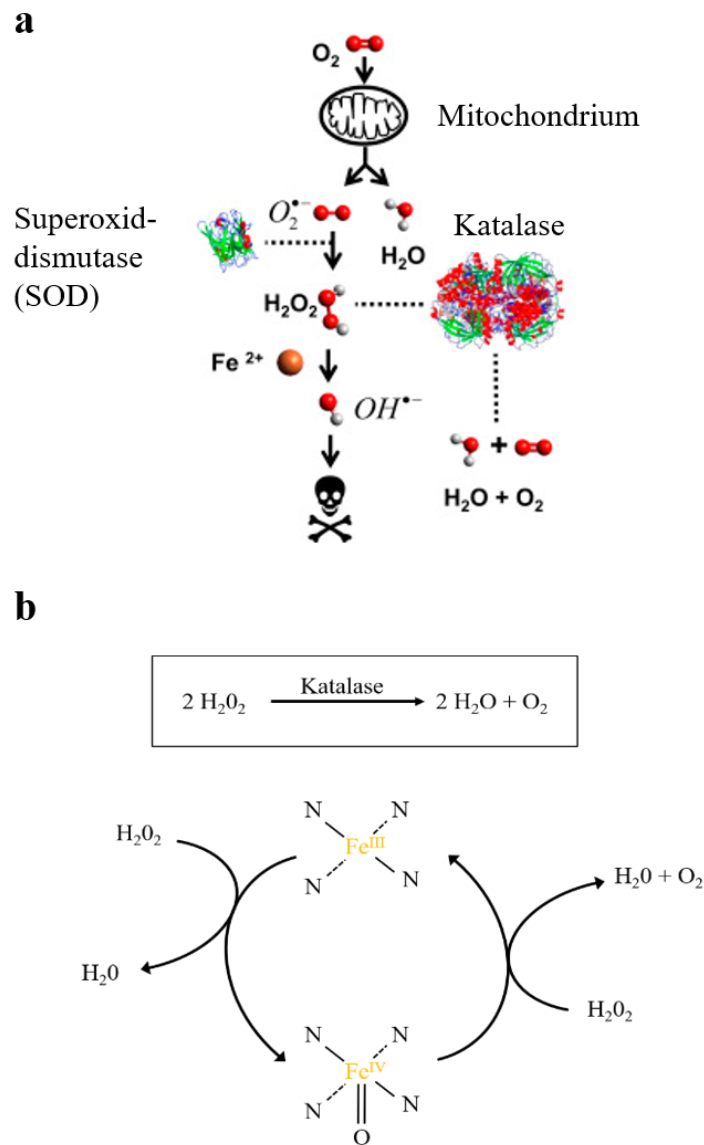 a
O₂
Mitochondrium
Superoxid-
dismutase
(SOD)
O₂•−
H₂O
Katalase
H₂O₂
Fe ²⁺
OH•−
+
H₂O + O₂
b
2 H₂0₂ Katalase 2 H₂O + O₂
H₂0₂
H₂0
N N
Feᴵᴵᴵ
N N
H₂0 + O₂
H₂0₂
N N
Feᴵⱽ
N N
O